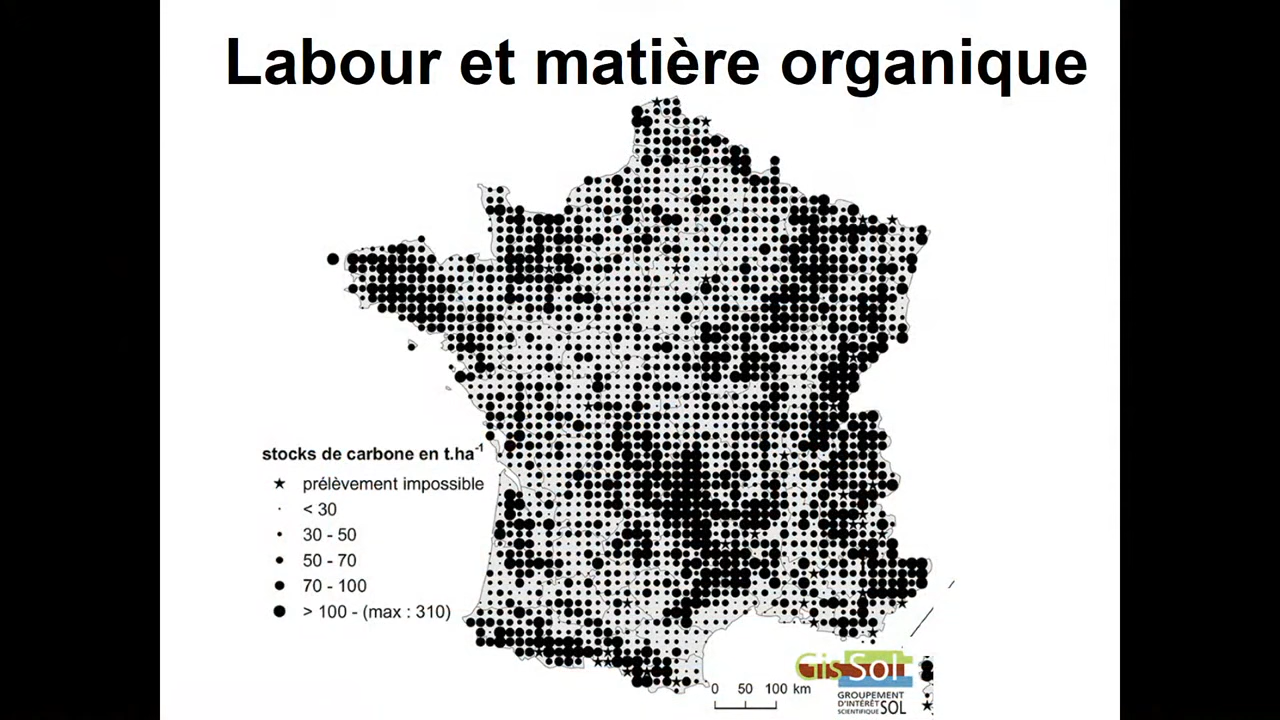 Labour et matière organique
stocks de carbone en t.ha-1
prélèvement impossible
< 30
30 - 50
50 - 70
70 - 100
> 100 - (max : 310)
0 50 100 km
GisSol
GROUPEMENT
D'INTÉRÊT
SCIENTIFIQUE SOL